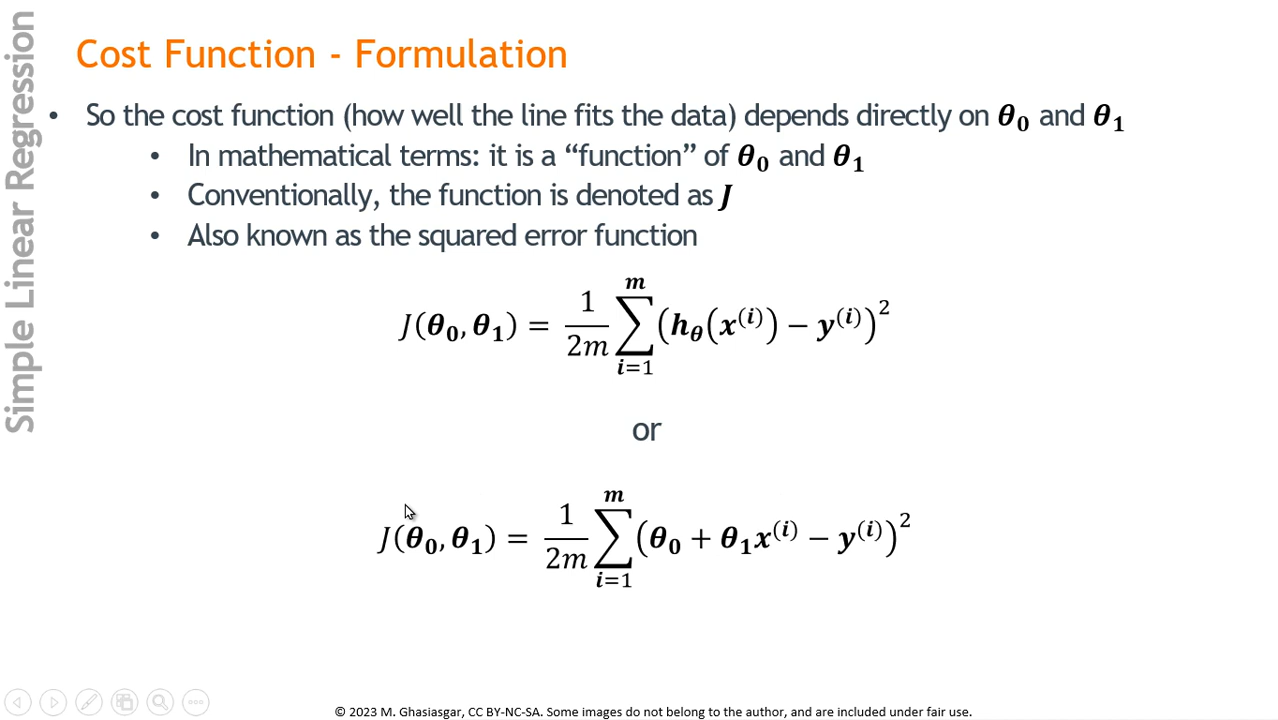 Simple Linear Regression
Cost Function - Formulation
• So the cost function (how well the line fits the data) depends directly on θ₀ and θ₁
• In mathematical terms: it is a “function” of θ₀ and θ₁
• Conventionally, the function is denoted as J
• Also known as the squared error function
J(θ₀, θ₁) = 1/2m ∑ᵢ₌₁ᵐ (h_θ(x⁽ⁱ⁾) − y⁽ⁱ⁾)²
or
J(θ₀, θ₁) = 1/2m ∑ᵢ₌₁ᵐ (θ₀ + θ₁x⁽ⁱ⁾ − y⁽ⁱ⁾)²
© 2023 M. Ghasiasgar, CC BY-NC-SA. Some images do not belong to the author, and are included under fair use.